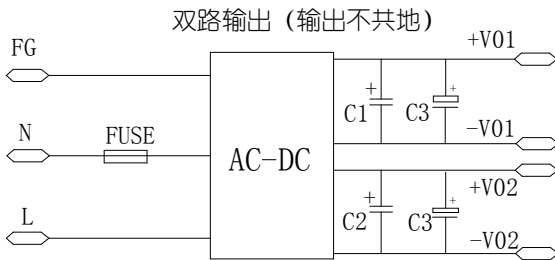 双路输出（输出不共地）
FG
+V01
N
FUSE
AC-DC
+
C1
+
C3
-V01
+V02
L
+
C2
+
C3
-V02